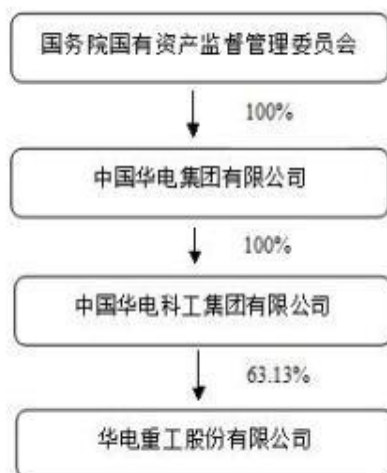 国务院国有资产监督管理委员会
100%
中国华电集团有限公司
100%
中国华电科工集团有限公司
63.13%
华电重工股份有限公司